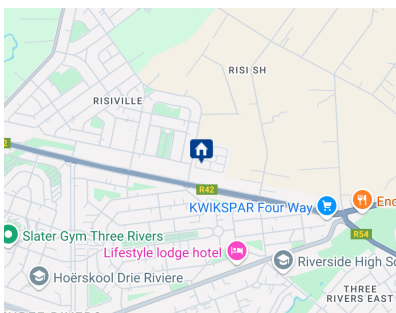 RISI SH
RISIVILLE
R42
KWIKSPAR Four Way
R54
Slater Gym Three Rivers
Lifestyle lodge hotel
Riverside High Sc
Hoërskool Drie Riviere
THREE
RIVERS EAST